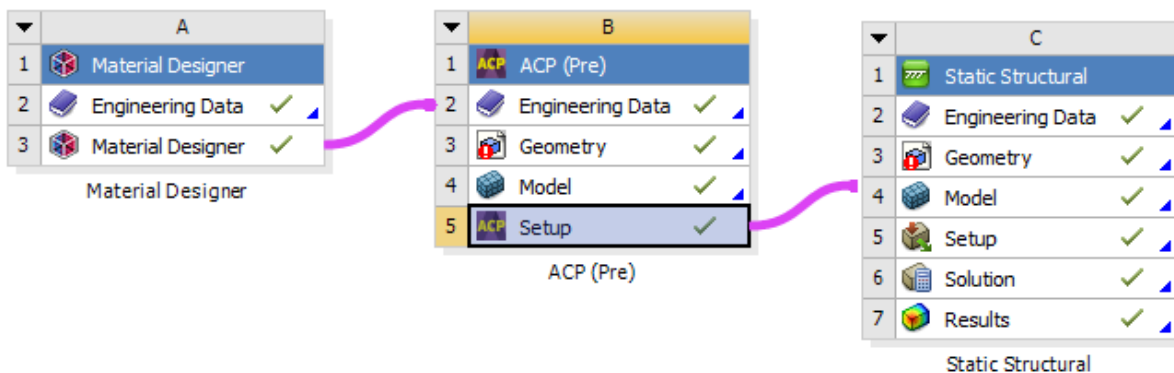 A
1 Material Designer
2 Engineering Data
3 Material Designer
Material Designer
B
1 ACP ACP (Pre)
2 Engineering Data
3 Geometry
4 Model
5 ACP Setup
ACP (Pre)
C
1 Static Structural
2 Engineering Data
3 Geometry
4 Model
5 Setup
6 Solution
7 Results
Static Structural